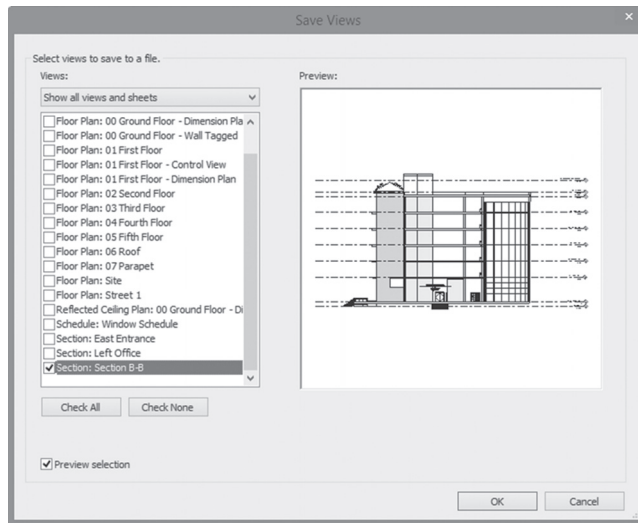 Save Views
Select views to save to a file.
Views:
Show all views and sheets
Floor Plan: 00 Ground Floor - Dimension Pla
Floor Plan: 00 Ground Floor - Wall Tagged
Floor Plan: 01 First Floor
Floor Plan: 01 First Floor - Control View
Floor Plan: 01 First Floor - Dimension Plan
Floor Plan: 02 Second Floor
Floor Plan: 03 Third Floor
Floor Plan: 04 Fourth Floor
Floor Plan: 05 Fifth Floor
Floor Plan: 06 Roof
Floor Plan: 07 Parapet
Floor Plan: Site
Floor Plan: Street 1
Reflected Ceiling Plan: 00 Ground Floor - Di
Schedule: Window Schedule
Section: East Entrance
Section: Left Office
Section: Section B-B
Check All Check None
Preview selection
Preview:
OK Cancel